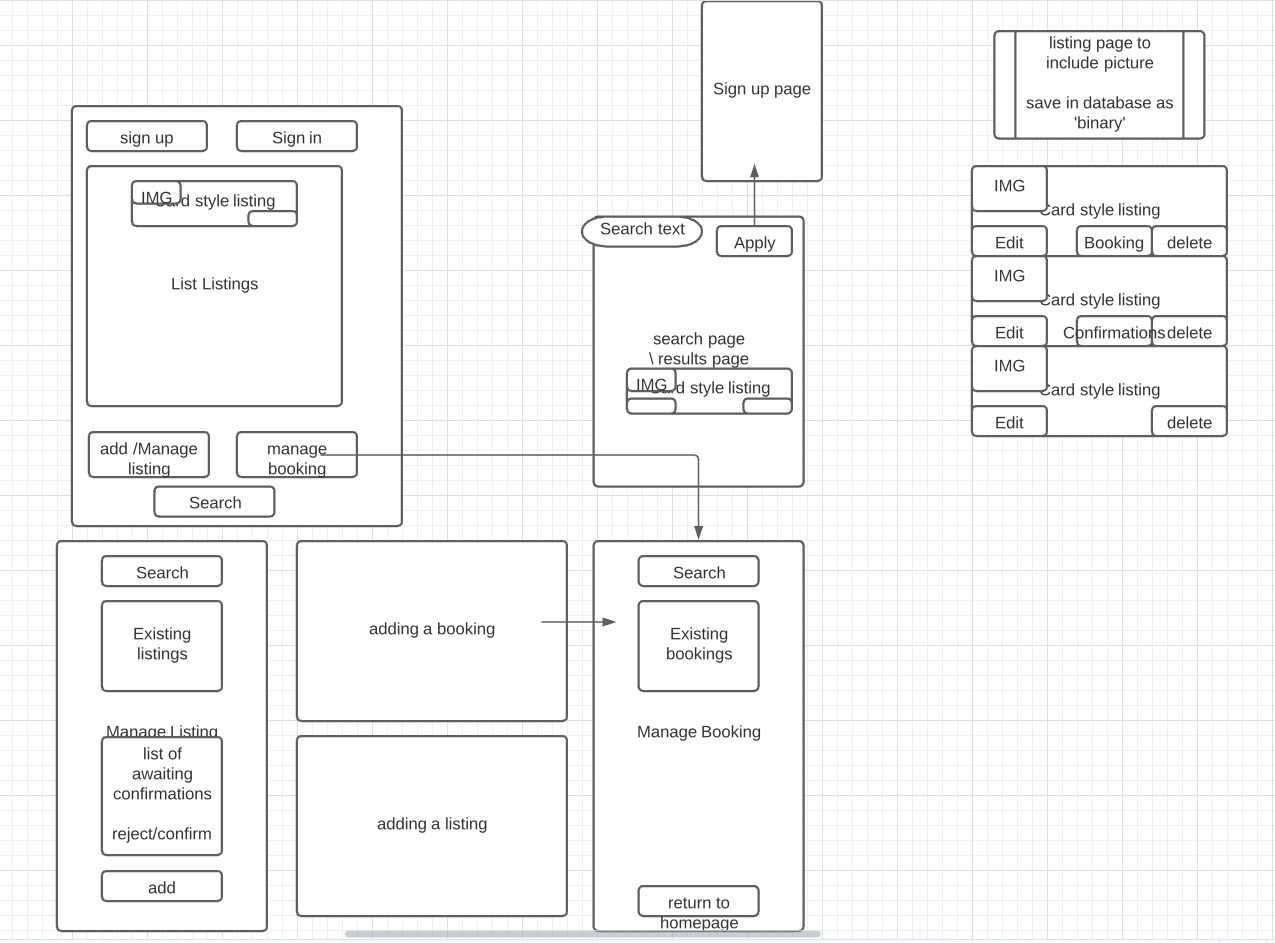 Sign up page
listing page to
include picture
save in database as
'binary'
sign up
Sign in
IMG
Card style listing
List Listings
add /Manage
listing
manage
booking
Search
Search text
Apply
search page
\ results page
IMG
Card style listing
IMG
Card style listing
Edit
Booking
delete
IMG
Card style listing
Edit
Confirmations
delete
IMG
Card style listing
Edit
delete
Search
Existing
listings
Manage Listing
list of
awaiting
confirmations
reject/confirm
add
adding a booking
adding a listing
Search
Existing
bookings
Manage Booking
return to
homepage